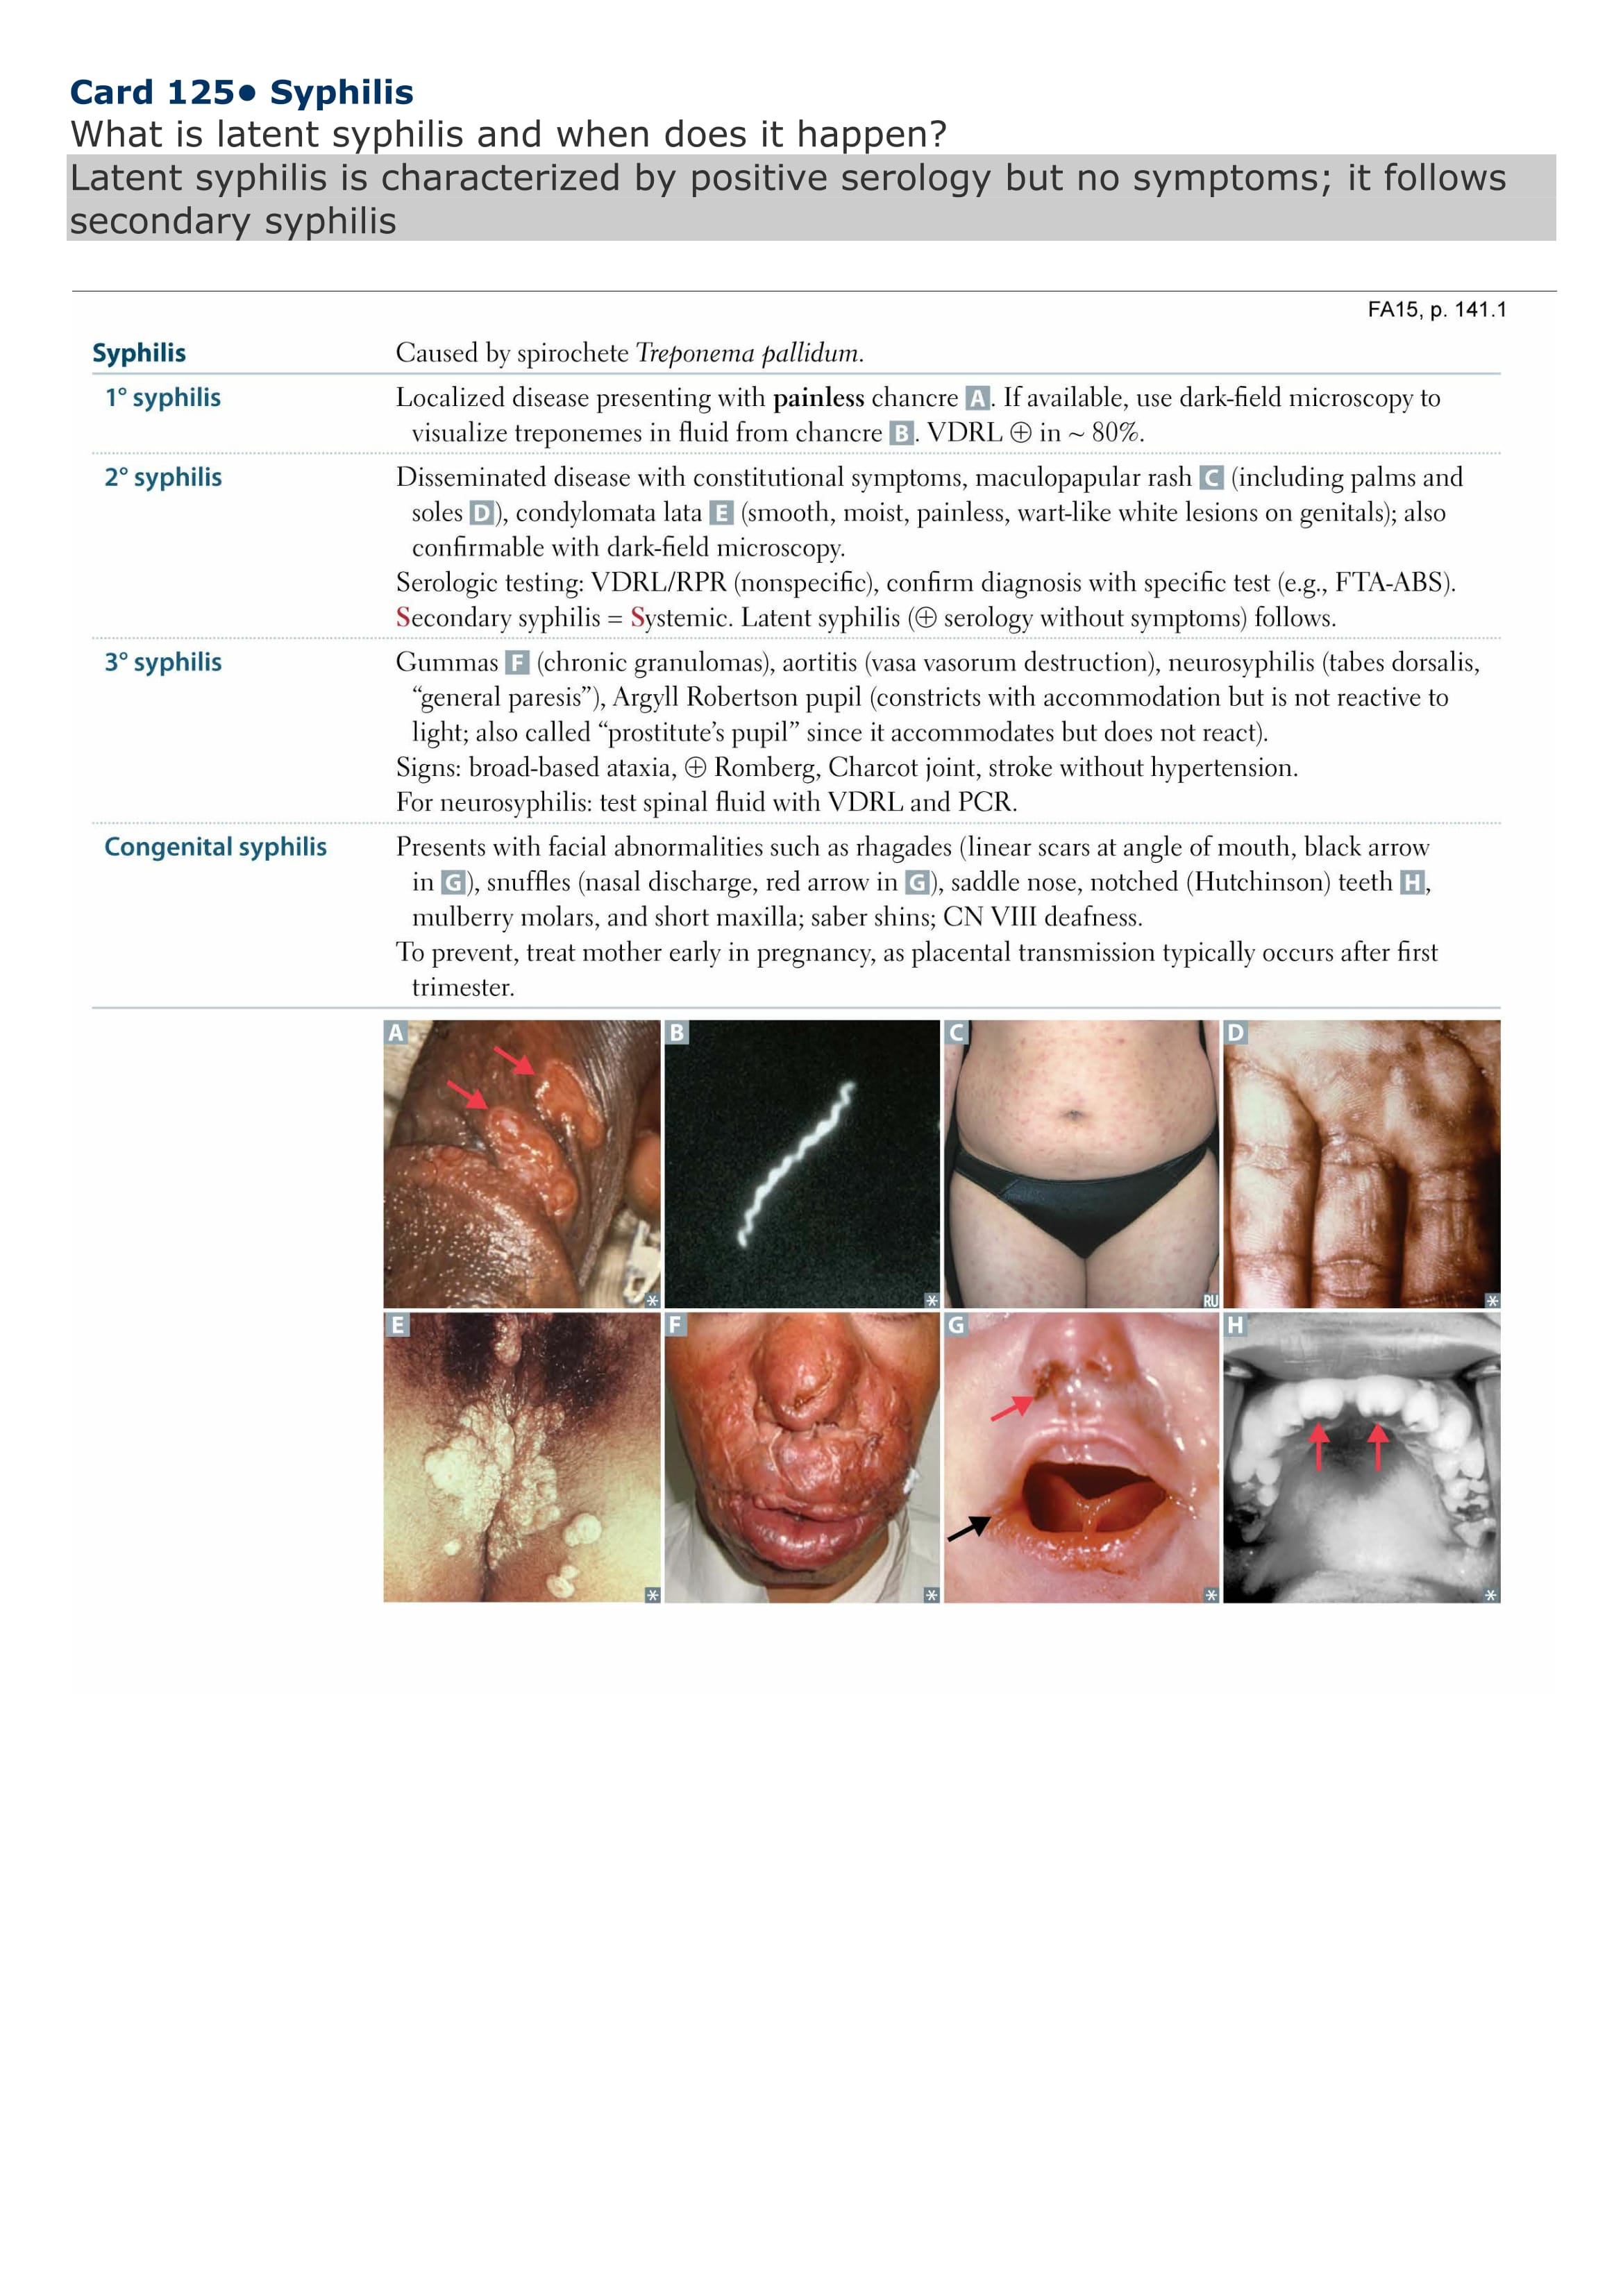 Card 125• Syphilis
What is latent syphilis and when does it happen?
Latent syphilis is characterized by positive serology but no symptoms; it follows
secondary syphilis
FA15, p. 141.1
Syphilis Caused by spirochete Treponema pallidum.
1° syphilis Localized disease presenting with painless chancre A. If available, use dark-field microscopy to
visualize treponemes in fluid from chancre B. VDRL ⊕ in ~ 80%.
2° syphilis Disseminated disease with constitutional symptoms, maculopapular rash C (including palms and
soles D), condylomata lata E (smooth, moist, painless, wart-like white lesions on genitals); also
confirmable with dark-field microscopy.
Serologic testing: VDRL/RPR (nonspecific), confirm diagnosis with specific test (e.g., FTA-ABS).
Secondary syphilis = Systemic. Latent syphilis (⊕ serology without symptoms) follows.
3° syphilis Gummas F (chronic granulomas), aortitis (vasa vasorum destruction), neurosyphilis (tabes dorsalis,
“general paresis”), Argyll Robertson pupil (constricts with accommodation but is not reactive to
light; also called “prostitute’s pupil” since it accommodates but does not react).
Signs: broad-based ataxia, ⊕ Romberg, Charcot joint, stroke without hypertension.
For neurosyphilis: test spinal fluid with VDRL and PCR.
Congenital syphilis Presents with facial abnormalities such as rhagades (linear scars at angle of mouth, black arrow
in G), snuffles (nasal discharge, red arrow in G), saddle nose, notched (Hutchinson) teeth H,
mulberry molars, and short maxilla; saber shins; CN VIII deafness.
To prevent, treat mother early in pregnancy, as placental transmission typically occurs after first
trimester.
A B C D
* * RU *
E F G H
* * * *